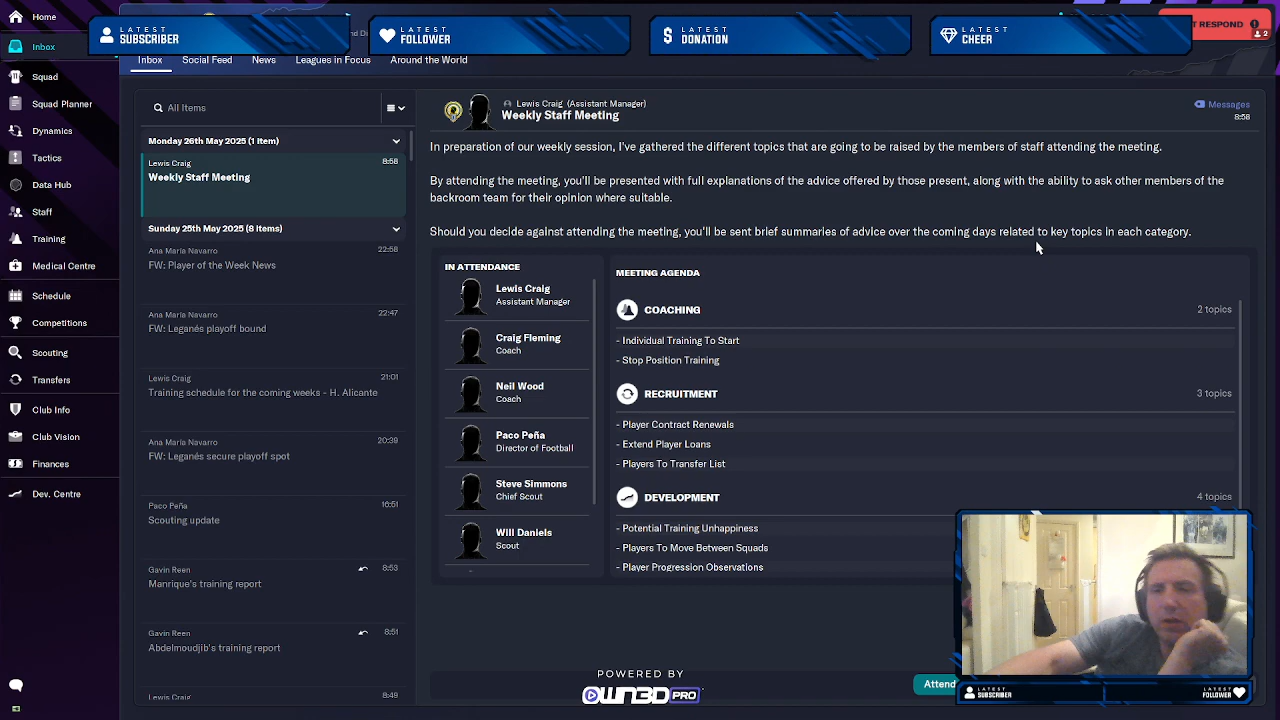 Home
Inbox
Squad
Squad Planner
Dynamics
Tactics
Data Hub
Staff
Training
Medical Centre
Schedule
Competitions
Scouting
Transfers
Club Info
Club Vision
Finances
Dev. Centre
LATEST
SUBSCRIBER
LATEST
FOLLOWER
LATEST
DONATION
LATEST
CHEER
T RESPOND
2
Inbox
Social Feed
News
Leagues in Focus
Around the World
All Items
Monday 26th May 2025 (1 Item)
Lewis Craig 8:58
Weekly Staff Meeting
Sunday 25th May 2025 (8 Items)
Ana María Navarro 22:58
FW: Player of the Week News
Ana María Navarro 22:47
FW: Leganés playoff bound
Lewis Craig 21:01
Training schedule for the coming weeks - H. Alicante
Ana María Navarro 20:39
FW: Leganés secure playoff spot
Paco Peña 16:51
Scouting update
Gavin Reen 8:53
Manrique's training report
Gavin Reen 8:51
Abdelmoudjib's training report
Lewis Craig 8:49
Lewis Craig (Assistant Manager)
Weekly Staff Meeting
Messages
8:58
In preparation of our weekly session, I've gathered the different topics that are going to be raised by the members of staff attending the meeting.
By attending the meeting, you'll be presented with full explanations of the advice offered by those present, along with the ability to ask other members of the
backroom team for their opinion where suitable.
Should you decide against attending the meeting, you'll be sent brief summaries of advice over the coming days related to key topics in each category.
IN ATTENDANCE
Lewis Craig
Assistant Manager
Craig Fleming
Coach
Neil Wood
Coach
Paco Peña
Director of Football
Steve Simmons
Chief Scout
Will Daniels
Scout
MEETING AGENDA
COACHING 2 topics
- Individual Training To Start
- Stop Position Training
RECRUITMENT 3 topics
- Player Contract Renewals
- Extend Player Loans
- Players To Transfer List
DEVELOPMENT 4 topics
- Potential Training Unhappiness
- Players To Move Between Squads
- Player Progression Observations
Attend
POWERED BY
OWN3D PRO
LATEST
SUBSCRIBER
LATEST
FOLLOWER